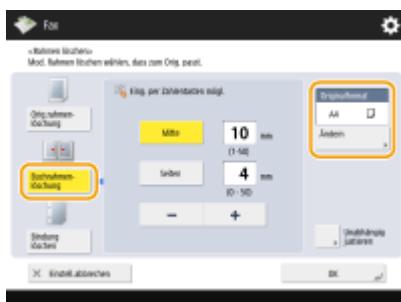 Fax
<Rahmen löschen>
Mod. Rahmen löschen wählen, dass zum Orig. passt.
Eing. per Zahlentasten mögl.
Orig.rahmen-
löschung
Buchrahmen-
löschung
Bindung
löschen
Mitte
10 mm
(1-50)
Seiten
4 mm
(0 - 50)
−
+
Originalformat
A4
Ändern
Unabhängig
justieren
× Einstell. abbrechen
OK